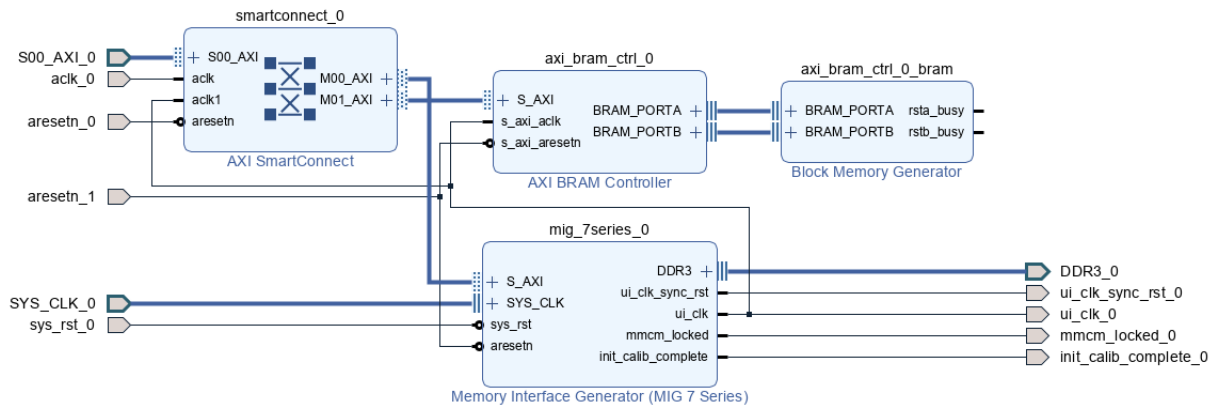 smartconnect_0
S00_AXI_0
aclk_0
aresetn_0
aresetn_1
S00_AXI
aclk
aclk1
aresetn
M00_AXI
M01_AXI
AXI SmartConnect
axi_bram_ctrl_0
S_AXI
s_axi_aclk
s_axi_aresetn
BRAM_PORTA
BRAM_PORTB
AXI BRAM Controller
axi_bram_ctrl_0_bram
BRAM_PORTA
BRAM_PORTB
rsta_busy
rstb_busy
Block Memory Generator
mig_7series_0
SYS_CLK_0
sys_rst_0
S_AXI
SYS_CLK
sys_rst
aresetn
DDR3
ui_clk_sync_rst
ui_clk
mmcm_locked
init_calib_complete
Memory Interface Generator (MIG 7 Series)
DDR3_0
ui_clk_sync_rst_0
ui_clk_0
mmcm_locked_0
init_calib_complete_0